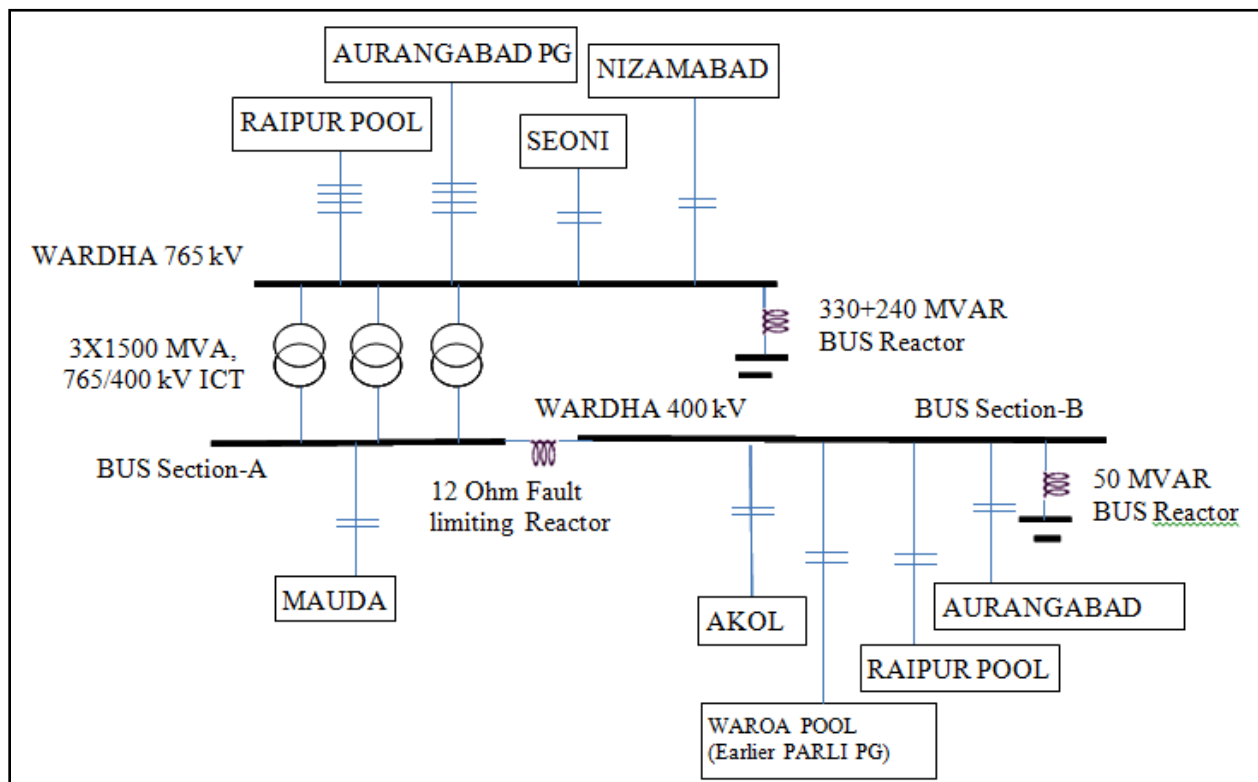 AURANGABAD PG
NIZAMABAD
RAIPUR POOL
SEONI
WARDHA 765 kV
330+240 MVAR
BUS Reactor
3X1500 MVA,
765/400 kV ICT
WARDHA 400 kV
BUS Section-B
BUS Section-A
12 Ohm Fault
limiting Reactor
50 MVAR
BUS Reactor
MAUDA
AKOL
AURANGABAD
RAIPUR POOL
WAROA POOL
(Earlier PARLI PG)